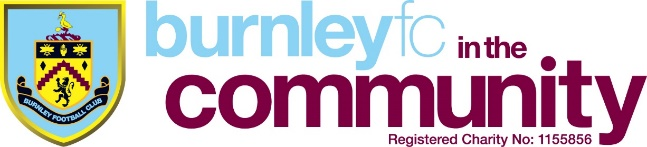 burnleyfc in the
community
Registered Charity No: 1155856
BURNLEY FOOTBALL CLUB